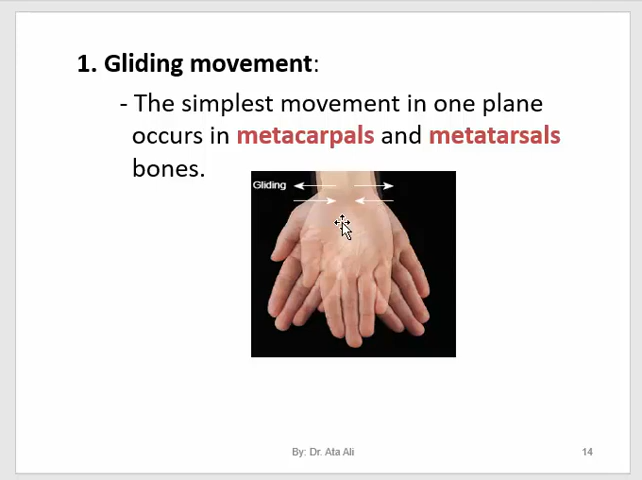 1. Gliding movement:
- The simplest movement in one plane
occurs in metacarpals and metatarsals
bones.
Gliding
By: Dr. Ata Ali
14